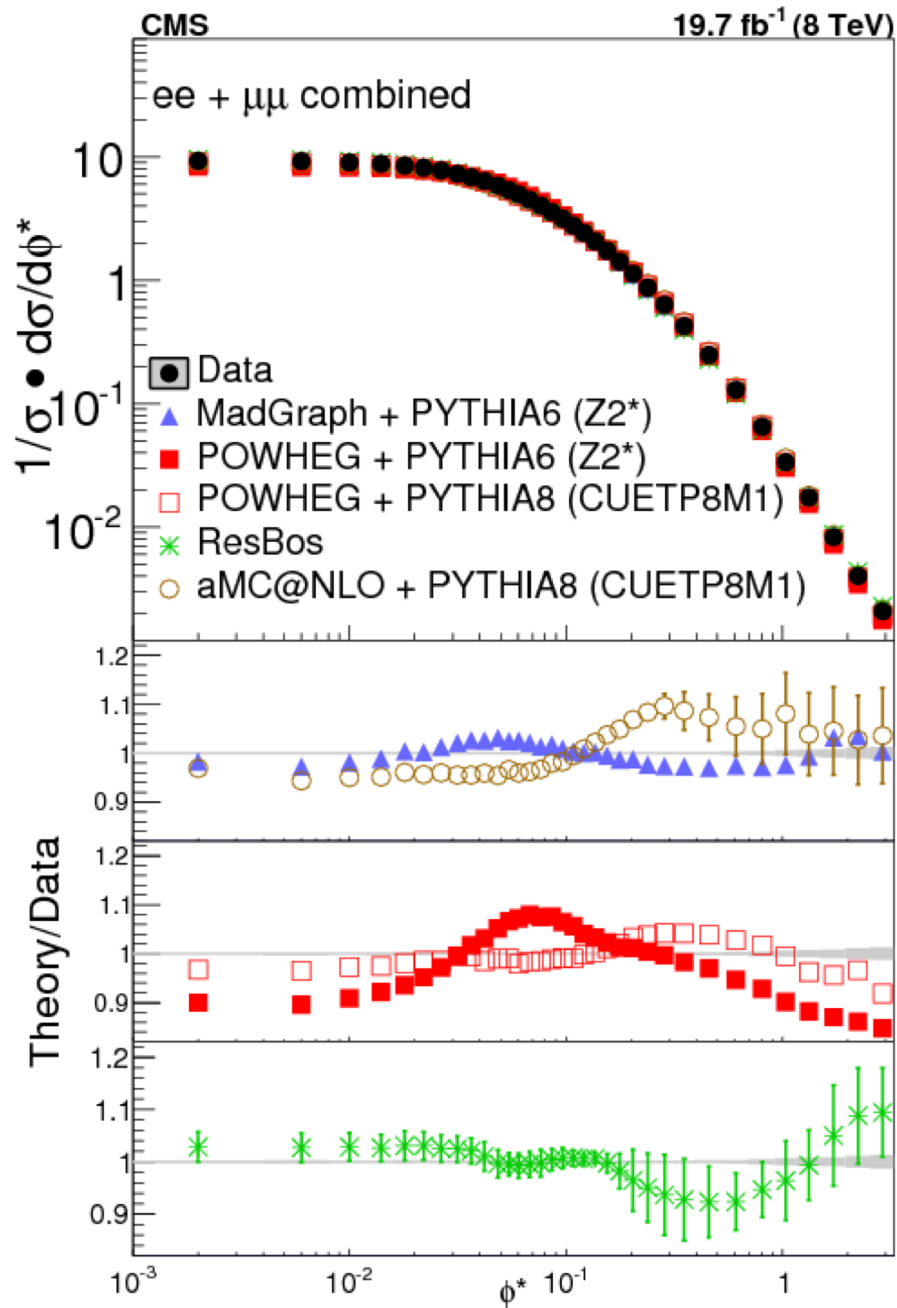 CMS 19.7 fb⁻¹ (8 TeV)
ee + μμ combined
10
1
10⁻¹
10⁻²
1/σ • dσ/dϕ*
Data
MadGraph + PYTHIA6 (Z2*)
POWHEG + PYTHIA6 (Z2*)
POWHEG + PYTHIA8 (CUETP8M1)
ResBos
aMC@NLO + PYTHIA8 (CUETP8M1)
1.2
1.1
1
0.9
1.2
1.1
1
0.9
Theory/Data
1.2
1.1
1
0.9
10⁻³ 10⁻² 10⁻¹ 1
ϕ*